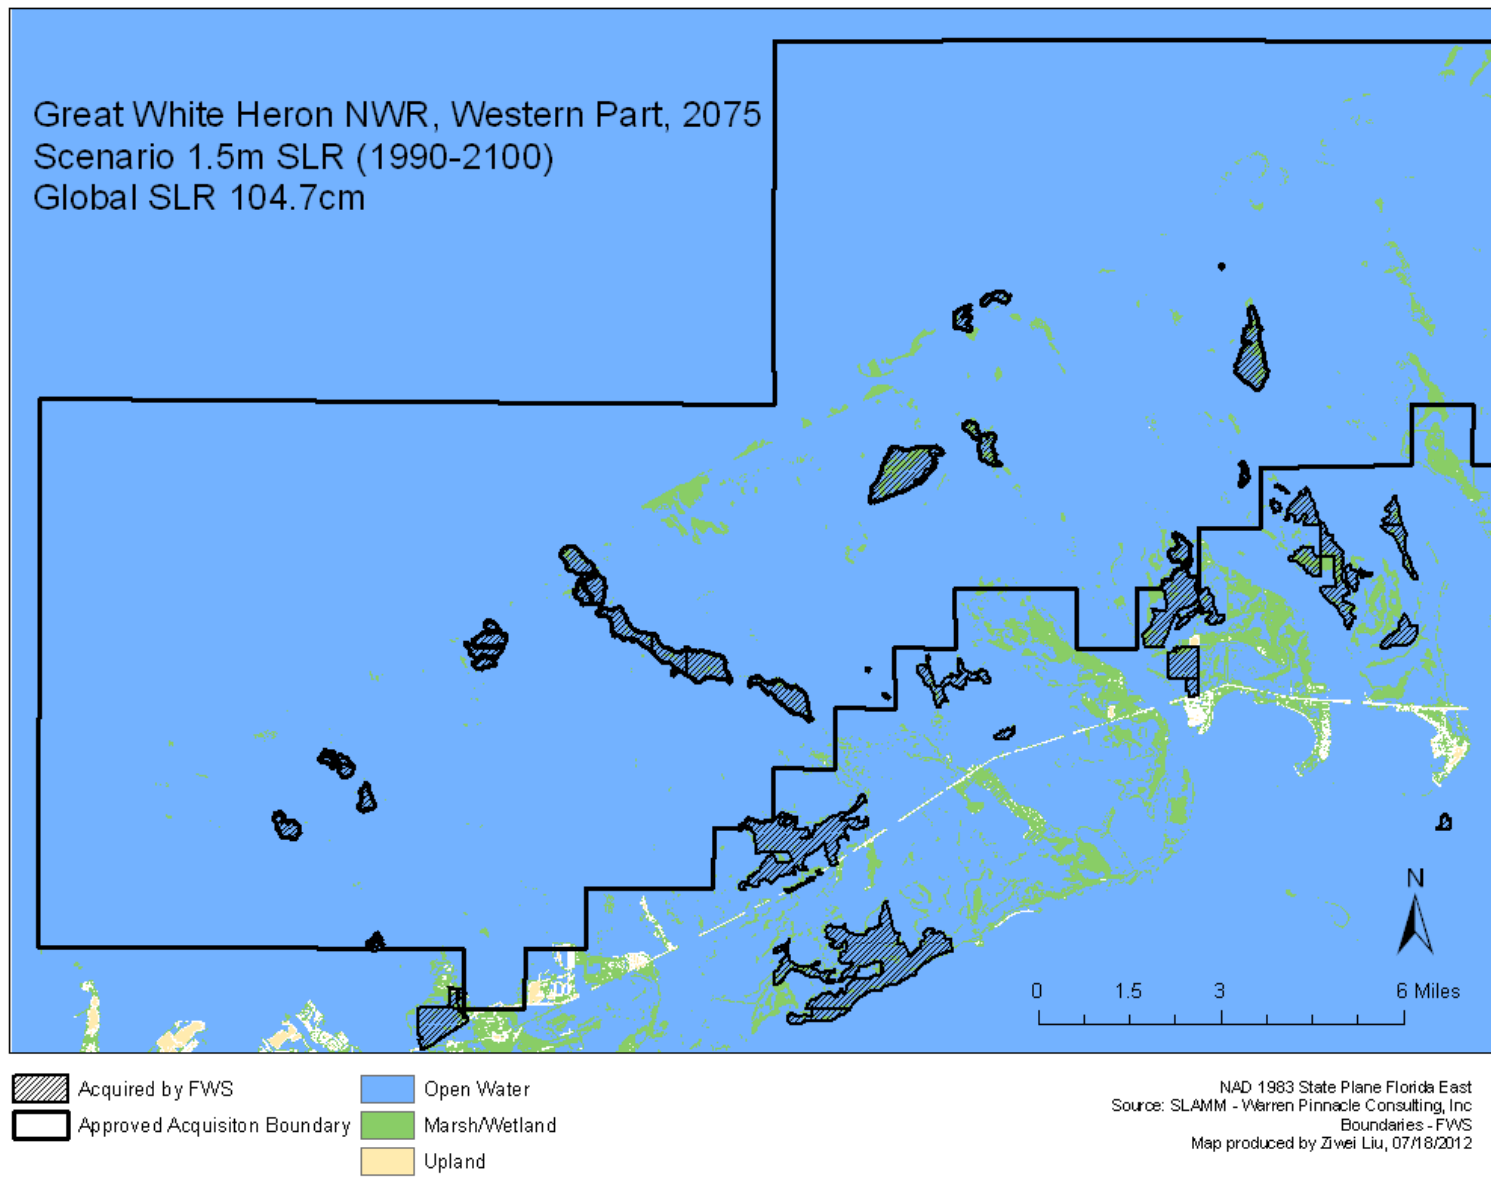 Great White Heron NWR, Western Part, 2075
Scenario 1.5m SLR (1990-2100)
Global SLR 104.7cm
N
0 1.5 3 6 Miles
Acquired by FWS
Approved Acquisiton Boundary
Open Water
Marsh/Wetland
Upland
NAD 1983 State Plane Florida East
Source: SLAMM - Warren Pinnacle Consulting, Inc
Boundaries - FWS
Map produced by Ziwei Liu, 07/18/2012